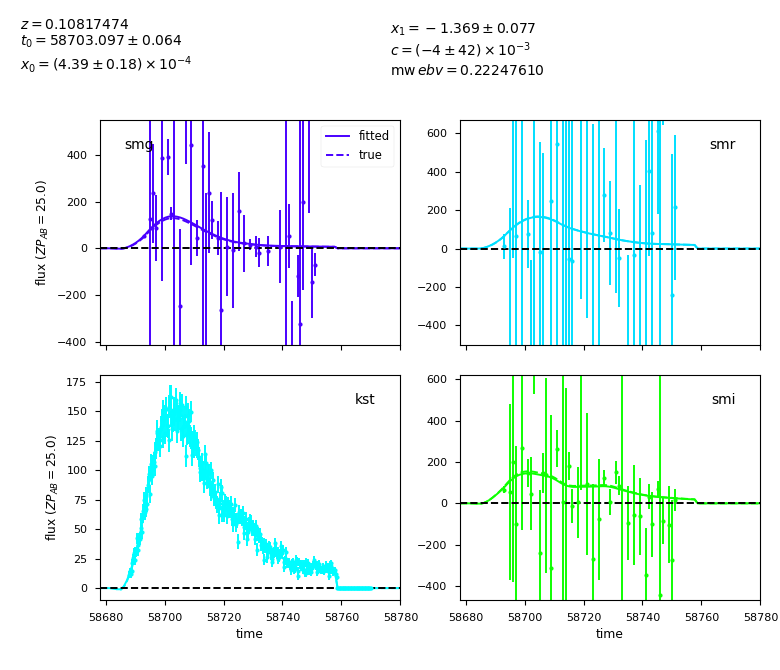 z = 0.10817474
t₀ = 58703.097 ± 0.064
x₀ = (4.39 ± 0.18) × 10⁻⁴
x₁ = −1.369 ± 0.077
c = (−4 ± 42) × 10⁻³
mw ebv = 0.22247610
smg
fitted
true
400
200
0
−200
−400
flux (ZP_AB = 25.0)
smr
600
400
200
0
−200
−400
kst
175
150
125
100
75
50
25
0
flux (ZP_AB = 25.0)
58680 58700 58720 58740 58760 58780
time
smi
600
400
200
0
−200
−400
58680 58700 58720 58740 58760 58780
time